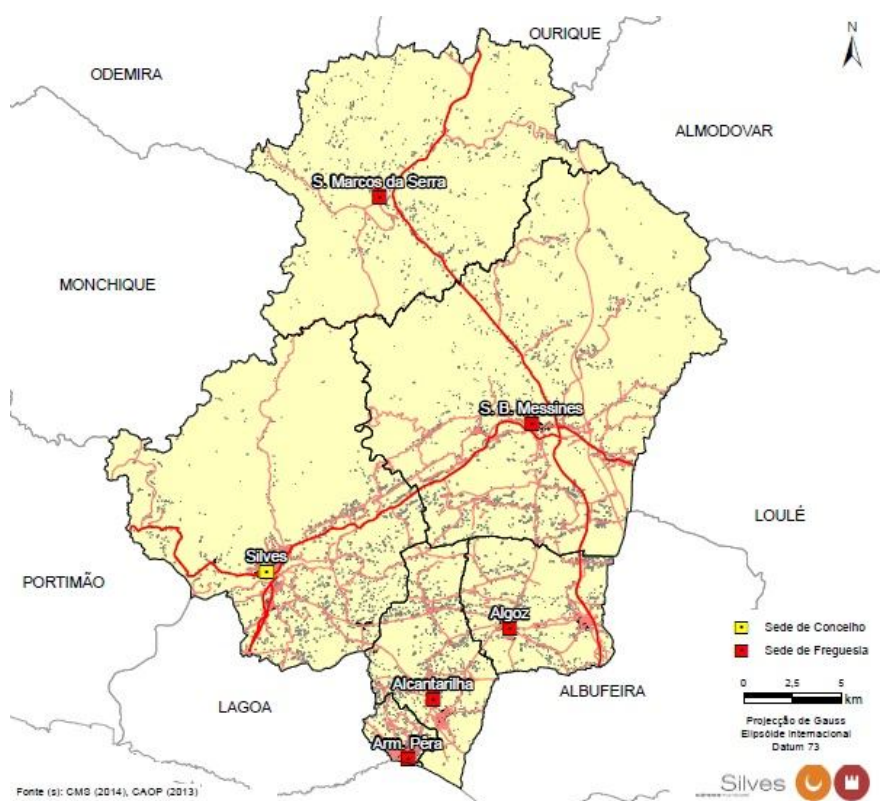 OURIQUE
N
ODEMIRA
ALMODOVAR
S. Marcos da Serra
MONCHIQUE
S. B. Messines
LOULÉ
Silves
PORTIMÃO
Algoz
Sede de Concelho
Sede de Freguesia
Alcantarilha
ALBUFEIRA
LAGOA
0 2,5 5
km
Arm. Pêra
Projecção de Gauss
Elipsóide Internacional
Datum 73
Fonte (s): CMS (2014), CAOP (2013)
Silves